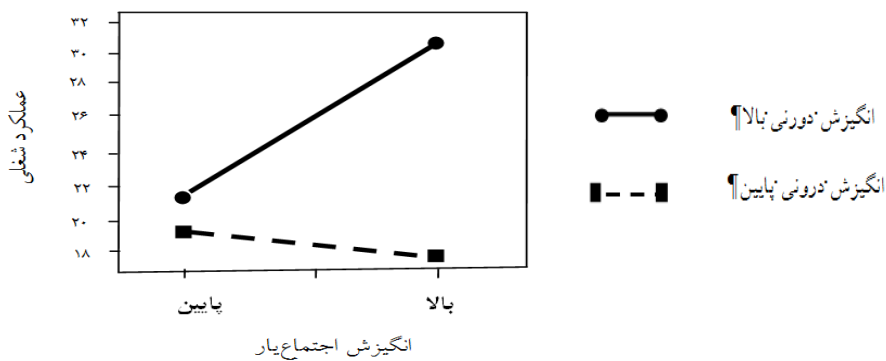 ۳۲
۳۰
۲۸
۲۶
۲۴
۲۲
۲۰
۱۸
عملکرد شغلی
پایین
بالا
انگیزش اجتماع‌یار
انگیزش دورنی بالا¶
انگیزش درونی پایین¶